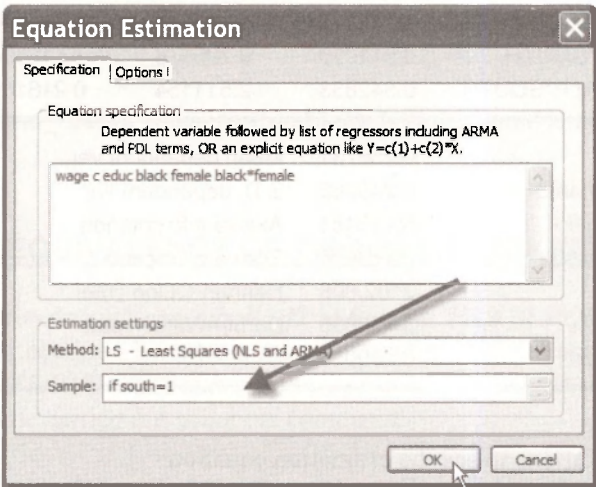 Equation Estimation
Specification Options
Equation specification
Dependent variable followed by list of regressors including ARMA
and PDL terms, OR an explicit equation like Y=c(1)+c(2)*X.
wage c educ black female black*female
Estimation settings
Method: LS - Least Squares (NLS and ARMA)
Sample: if south=1
OK Cancel